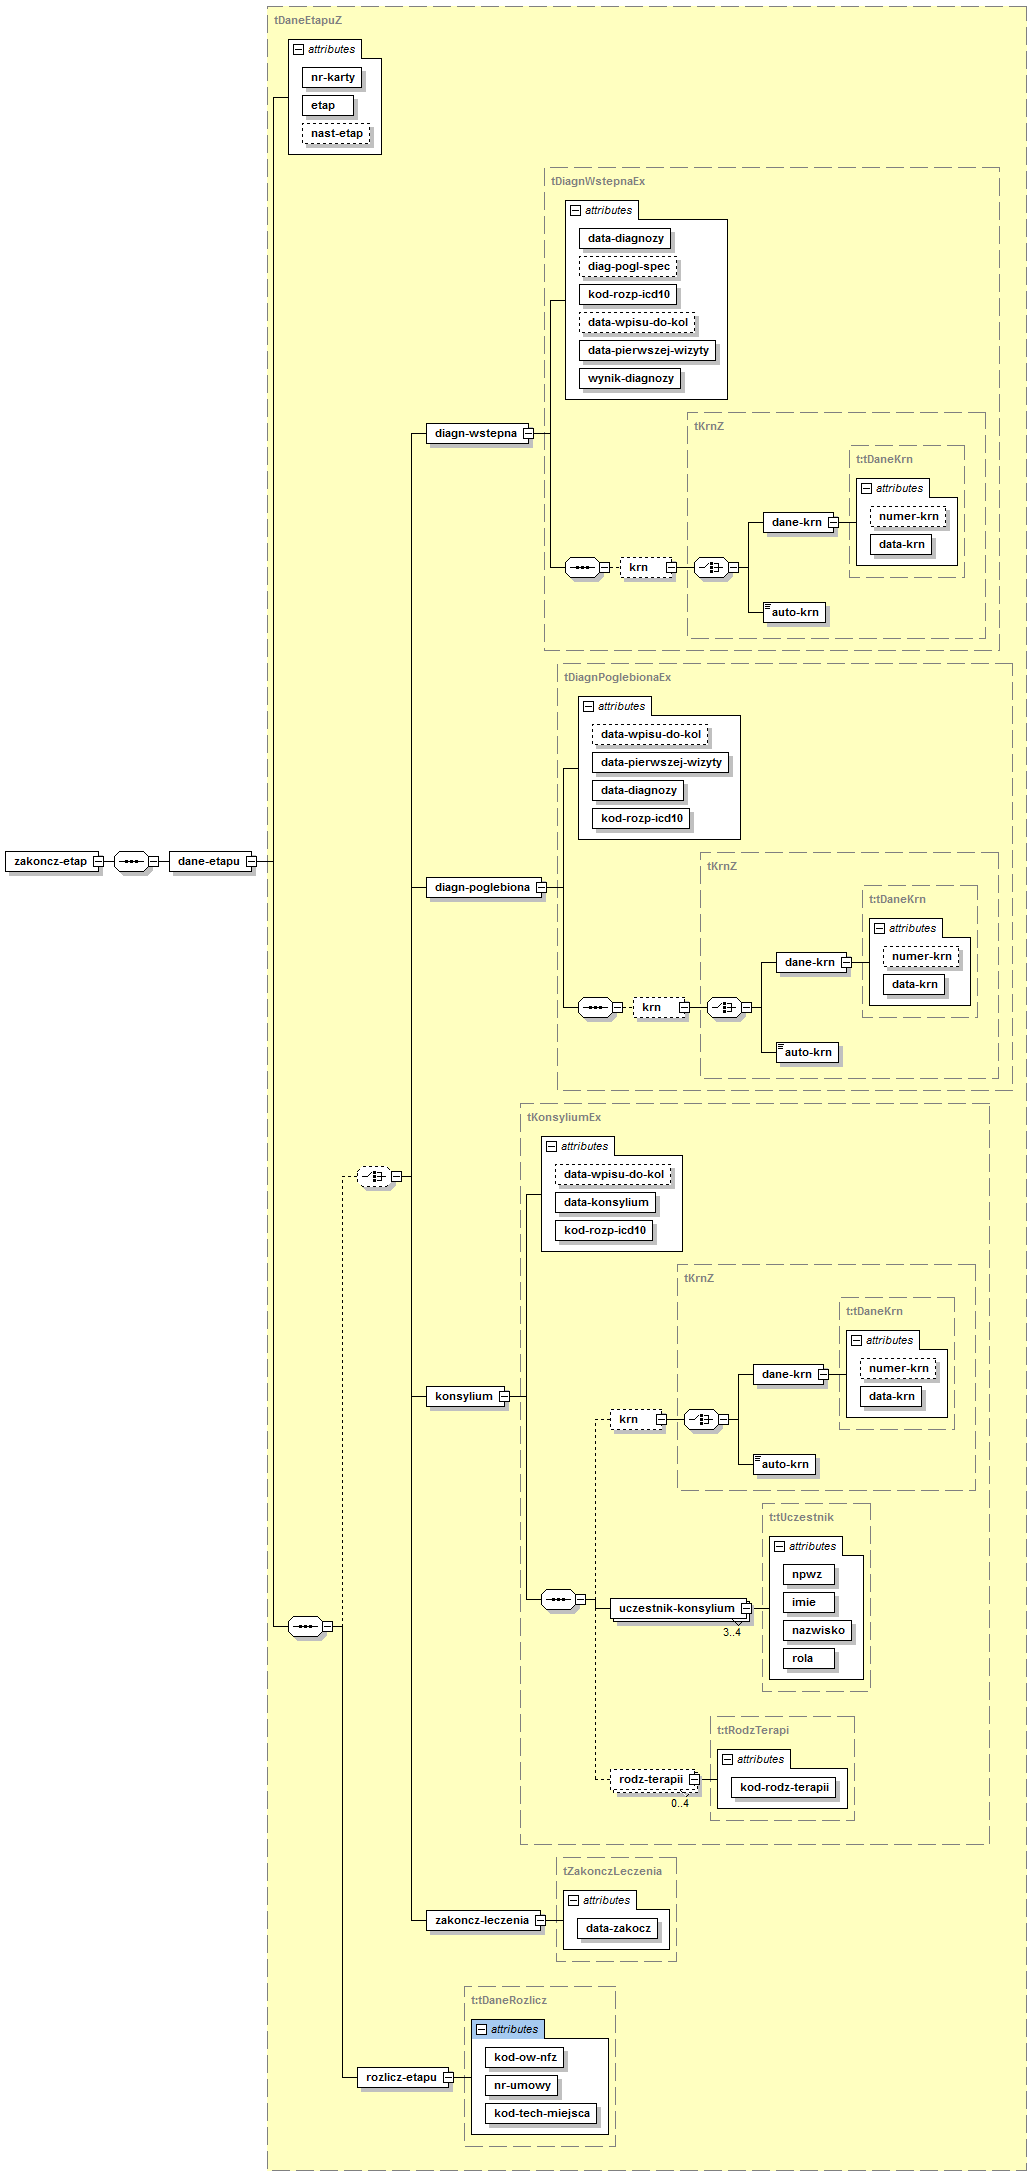 tDaneEtapuZ
attributes
nr-karty
etap
nast-etap
tDiagnWstepnaEx
attributes
data-diagnozy
diag-pogl-spec
kod-rozp-icd10
data-wpisu-do-kol
data-pierwszej-wizyty
wynik-diagnozy
diagn-wstepna
tKrnZ
t:tDaneKrn
attributes
numer-krn
data-krn
dane-krn
krn
auto-krn
tDiagnPoglebionaEx
attributes
data-wpisu-do-kol
data-pierwszej-wizyty
data-diagnozy
kod-rozp-icd10
zakoncz-etap
dane-etapu
diagn-poglebiona
tKrnZ
t:tDaneKrn
attributes
numer-krn
data-krn
dane-krn
krn
auto-krn
tKonsyliumEx
attributes
data-wpisu-do-kol
data-konsylium
kod-rozp-icd10
konsylium
tKrnZ
t:tDaneKrn
attributes
numer-krn
data-krn
dane-krn
krn
auto-krn
t:tUczestnik
attributes
npwz
imie
nazwisko
rola
uczestnik-konsylium
3..4
t:tRodzTerapi
attributes
kod-rodz-terapii
rodz-terapii
0..4
tZakonczLeczenia
attributes
data-zakocz
zakoncz-leczenia
t:tDaneRozlicz
attributes
kod-ow-nfz
nr-umowy
kod-tech-miejsca
rozlicz-etapu